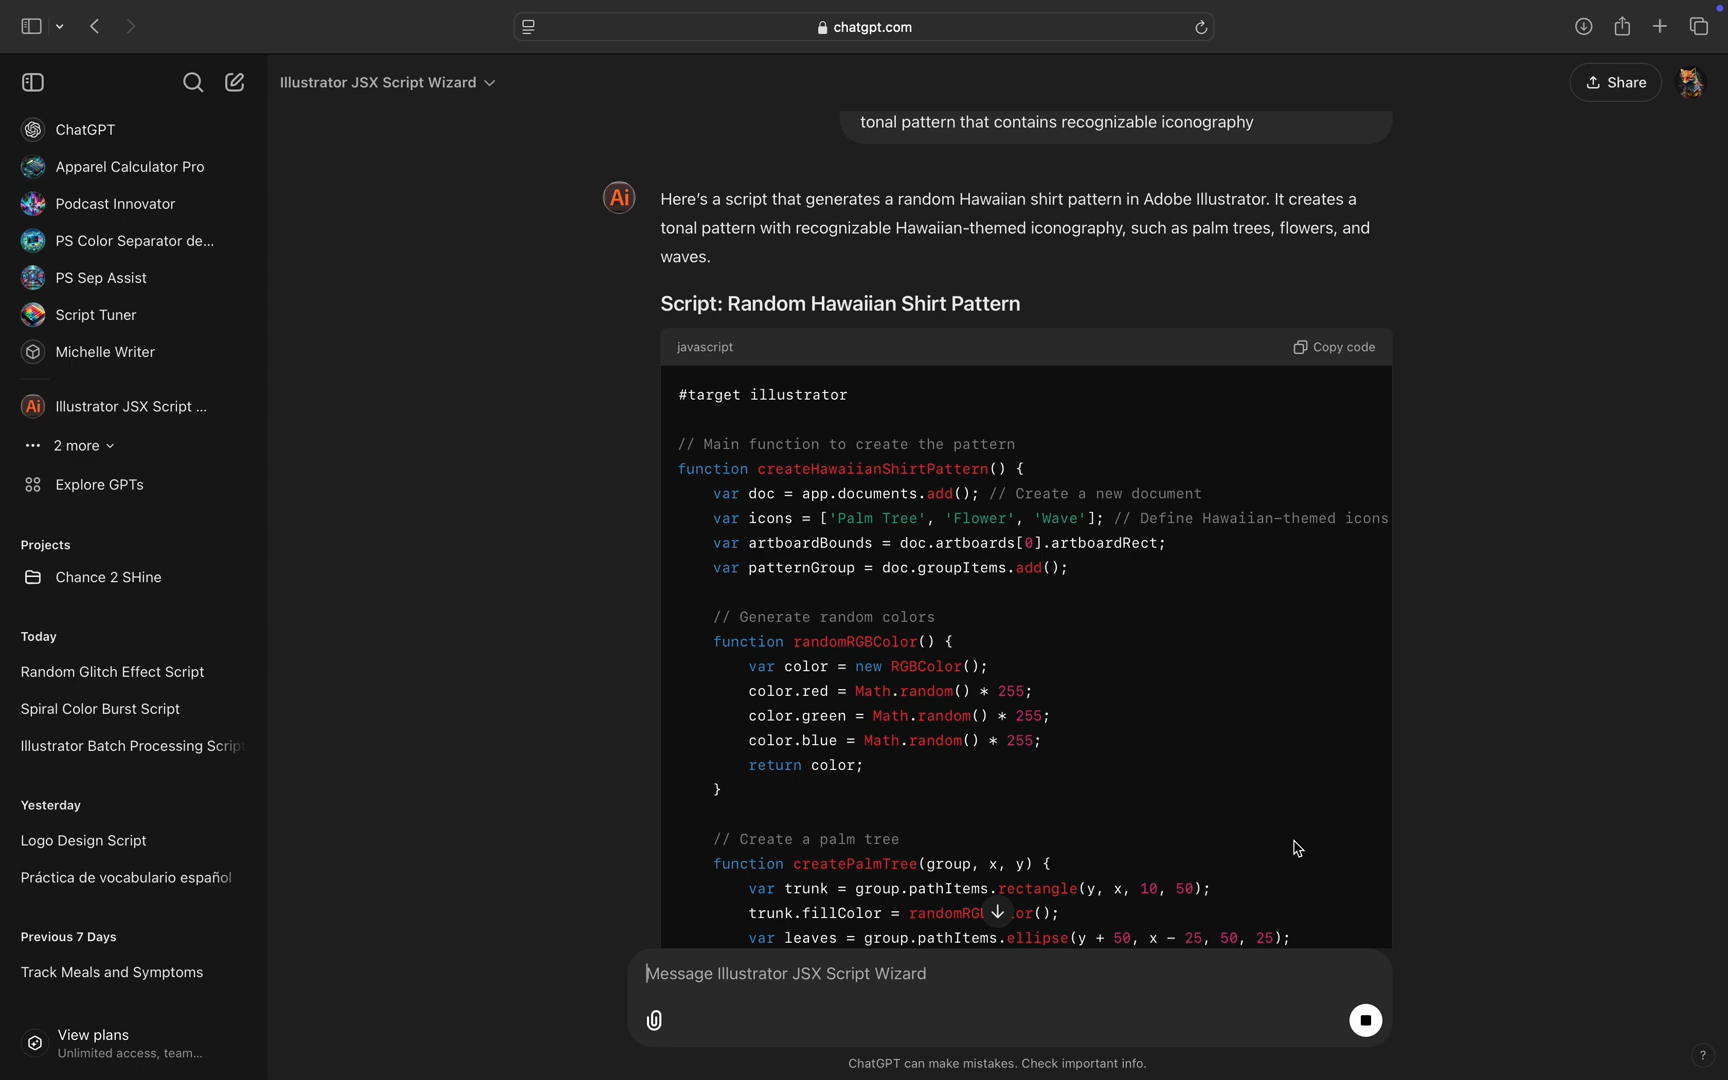 chatgpt.com
Illustrator JSX Script Wizard
Share
ChatGPT
Apparel Calculator Pro
Podcast Innovator
PS Color Separator de...
PS Sep Assist
Script Tuner
Michelle Writer
Ai Illustrator JSX Script ...
2 more
Explore GPTs
Projects
Chance 2 SHine
Today
Random Glitch Effect Script
Spiral Color Burst Script
Illustrator Batch Processing Script
Yesterday
Logo Design Script
Práctica de vocabulario español
Previous 7 Days
Track Meals and Symptoms
View plans
Unlimited access, team...
tonal pattern that contains recognizable iconography
Ai
Here's a script that generates a random Hawaiian shirt pattern in Adobe Illustrator. It creates a
tonal pattern with recognizable Hawaiian-themed iconography, such as palm trees, flowers, and
waves.
Script: Random Hawaiian Shirt Pattern
javascript
Copy code
#target illustrator
// Main function to create the pattern
function createHawaiianShirtPattern() {
var doc = app.documents.add(); // Create a new document
var icons = ['Palm Tree', 'Flower', 'Wave']; // Define Hawaiian-themed icons
var artboardBounds = doc.artboards[0].artboardRect;
var patternGroup = doc.groupItems.add();
// Generate random colors
function randomRGBColor() {
var color = new RGBColor();
color.red = Math.random() * 255;
color.green = Math.random() * 255;
color.blue = Math.random() * 255;
return color;
}
// Create a palm tree
function createPalmTree(group, x, y) {
var trunk = group.pathItems.rectangle(y, x, 10, 50);
trunk.fillColor = or();
var leaves = group.pathItems.ellipse(y + 50, x - 25, 50, 25);
Message Illustrator JSX Script Wizard
ChatGPT can make mistakes. Check important info.
?